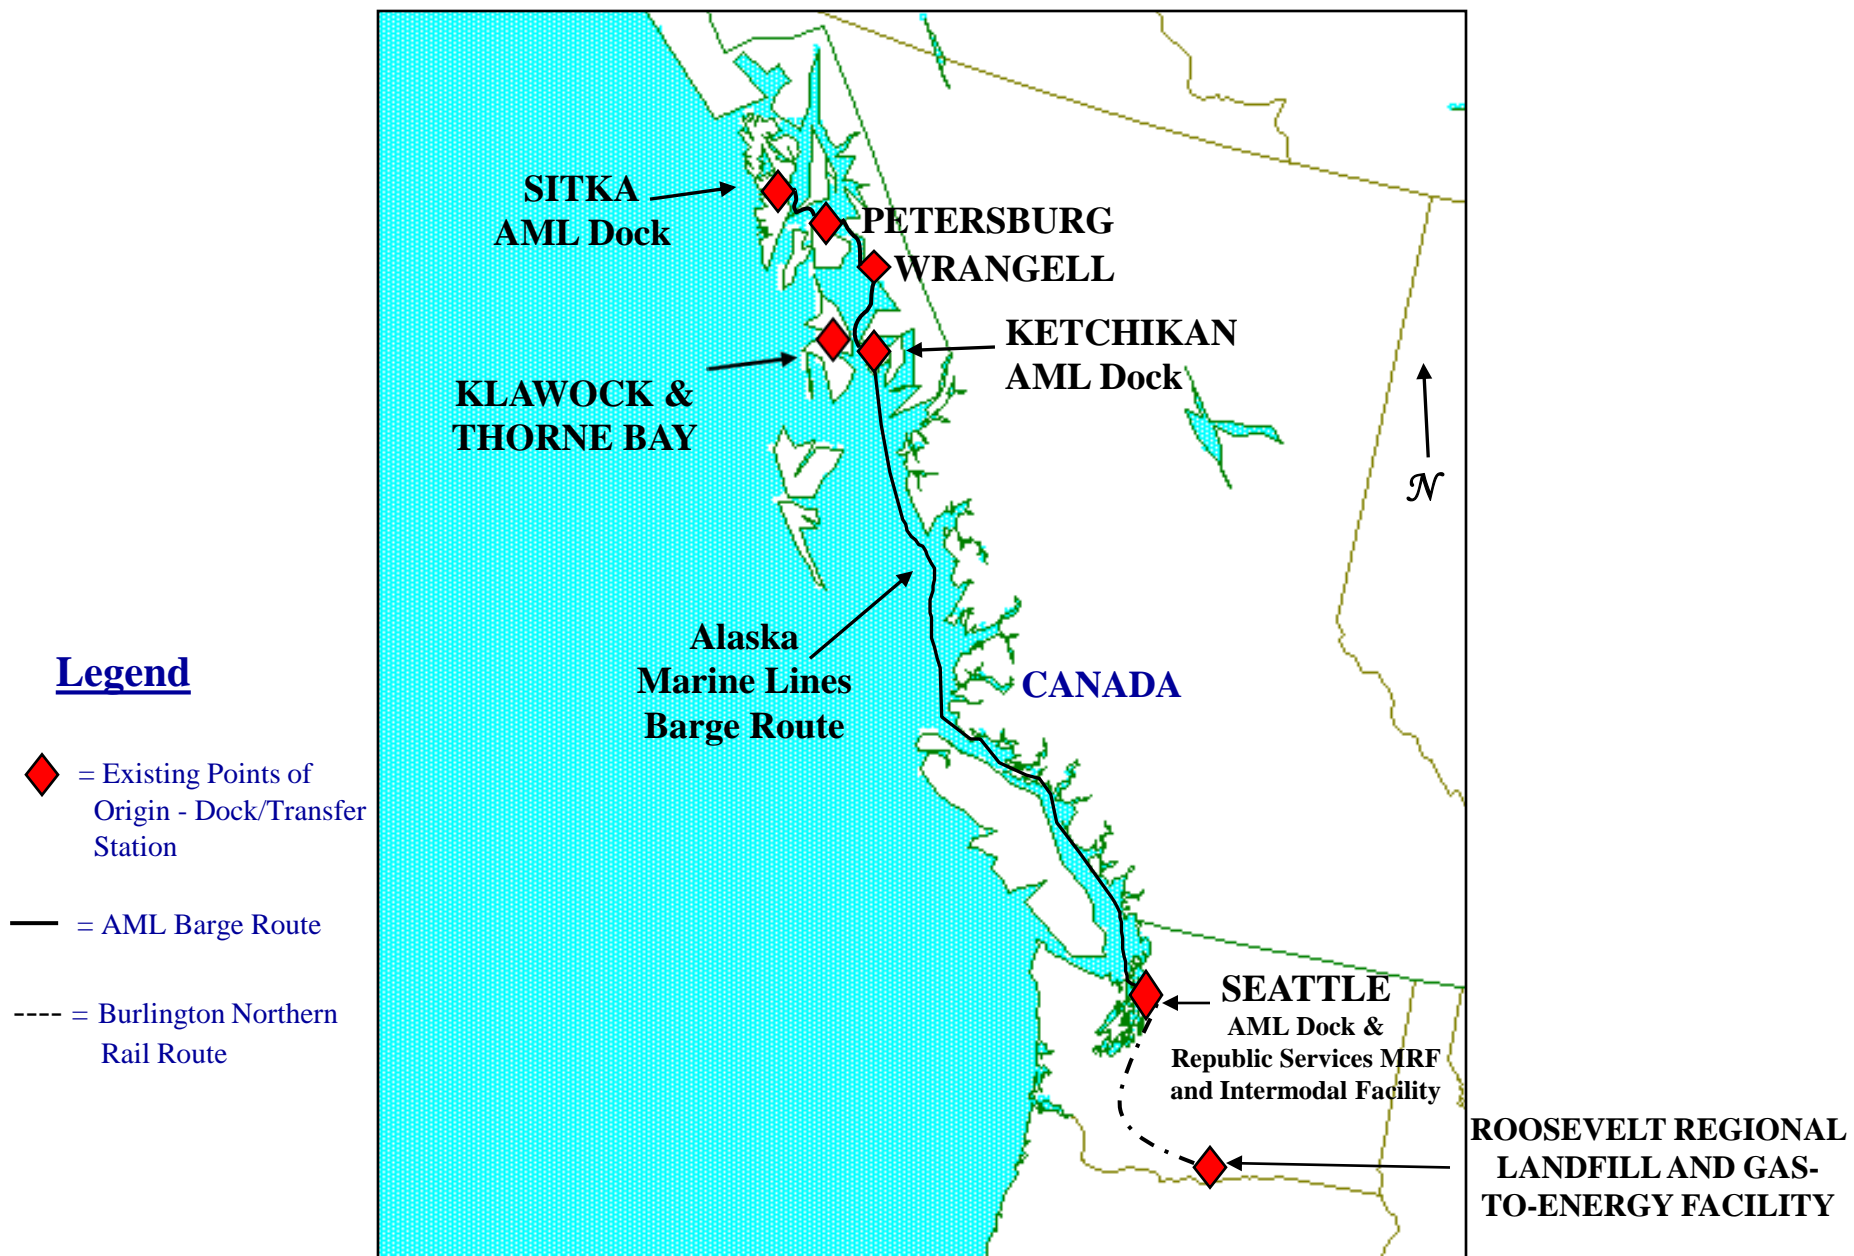 SITKA
AML Dock
PETERSBURG
WRANGELL
KETCHIKAN
AML Dock
KLAWOCK &
THORNE BAY
N
Alaska
Marine Lines
Barge Route
CANADA
Legend
= Existing Points of
Origin - Dock/Transfer
Station
= AML Barge Route
= Burlington Northern
Rail Route
SEATTLE
AML Dock &
Republic Services MRF
and Intermodal Facility
ROOSEVELT REGIONAL
LANDFILL AND GAS-
TO-ENERGY FACILITY